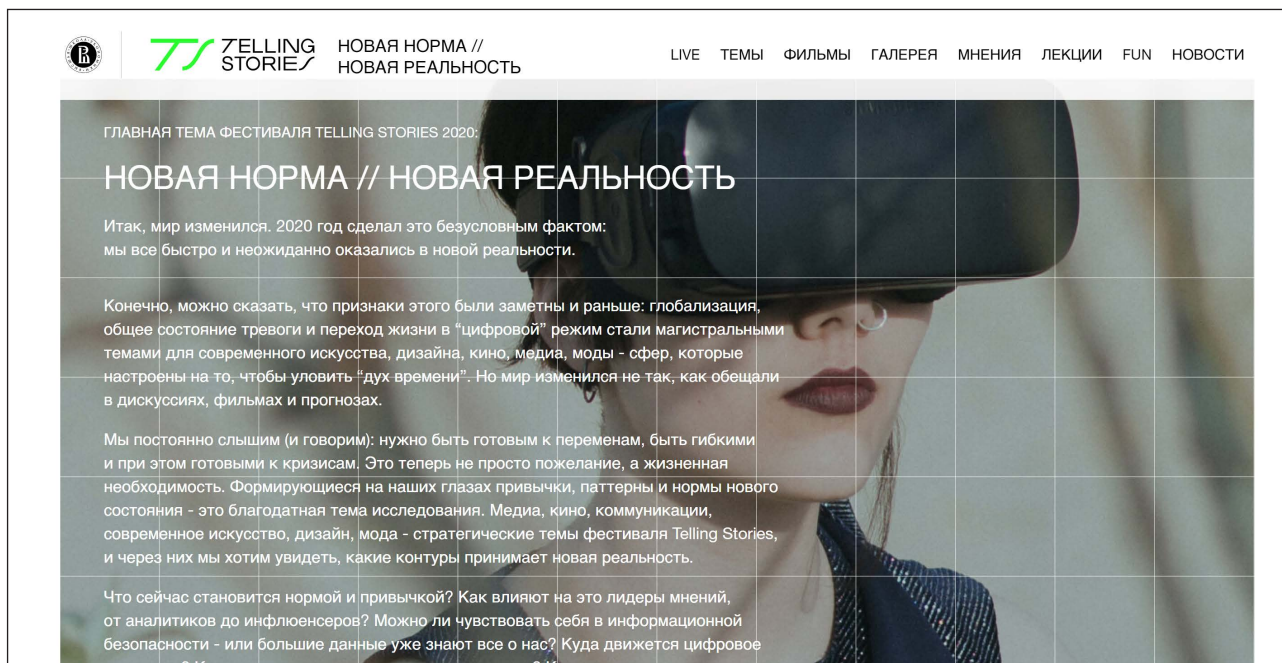 TELLING STORIES
НОВАЯ НОРМА //
НОВАЯ РЕАЛЬНОСТЬ
LIVE ТЕМЫ ФИЛЬМЫ ГАЛЕРЕЯ МНЕНИЯ ЛЕКЦИИ FUN НОВОСТИ
ГЛАВНАЯ ТЕМА ФЕСТИВАЛЯ TELLING STORIES 2020:
НОВАЯ НОРМА // НОВАЯ РЕАЛЬНОСТЬ
Итак, мир изменился. 2020 год сделал это безусловным фактом:
мы все быстро и неожиданно оказались в новой реальности.
Конечно, можно сказать, что признаки этого были заметны и раньше: глобализация,
общее состояние тревоги и переход жизни в “цифровой” режим стали магистральными
темами для современного искусства, дизайна, кино, медиа, моды - сфер, которые
настроены на то, чтобы уловить “дух времени”. Но мир изменился не так, как обещали
в дискуссиях, фильмах и прогнозах.
Мы постоянно слышим (и говорим): нужно быть готовым к переменам, быть гибкими
и при этом готовыми к кризисам. Это теперь не просто пожелание, а жизненная
необходимость. Формирующиеся на наших глазах привычки, паттерны и нормы нового
состояния - это благодатная тема исследования. Медиа, кино, коммуникации,
современное искусство, дизайн, мода - стратегические темы фестиваля Telling Stories,
и через них мы хотим увидеть, какие контуры принимает новая реальность.
Что сейчас становится нормой и привычкой? Как влияют на это лидеры мнений,
от аналитиков до инфлюенсеров? Можно ли чувствовать себя в информационной
безопасности - или большие данные уже знают все о нас? Куда движется цифровое